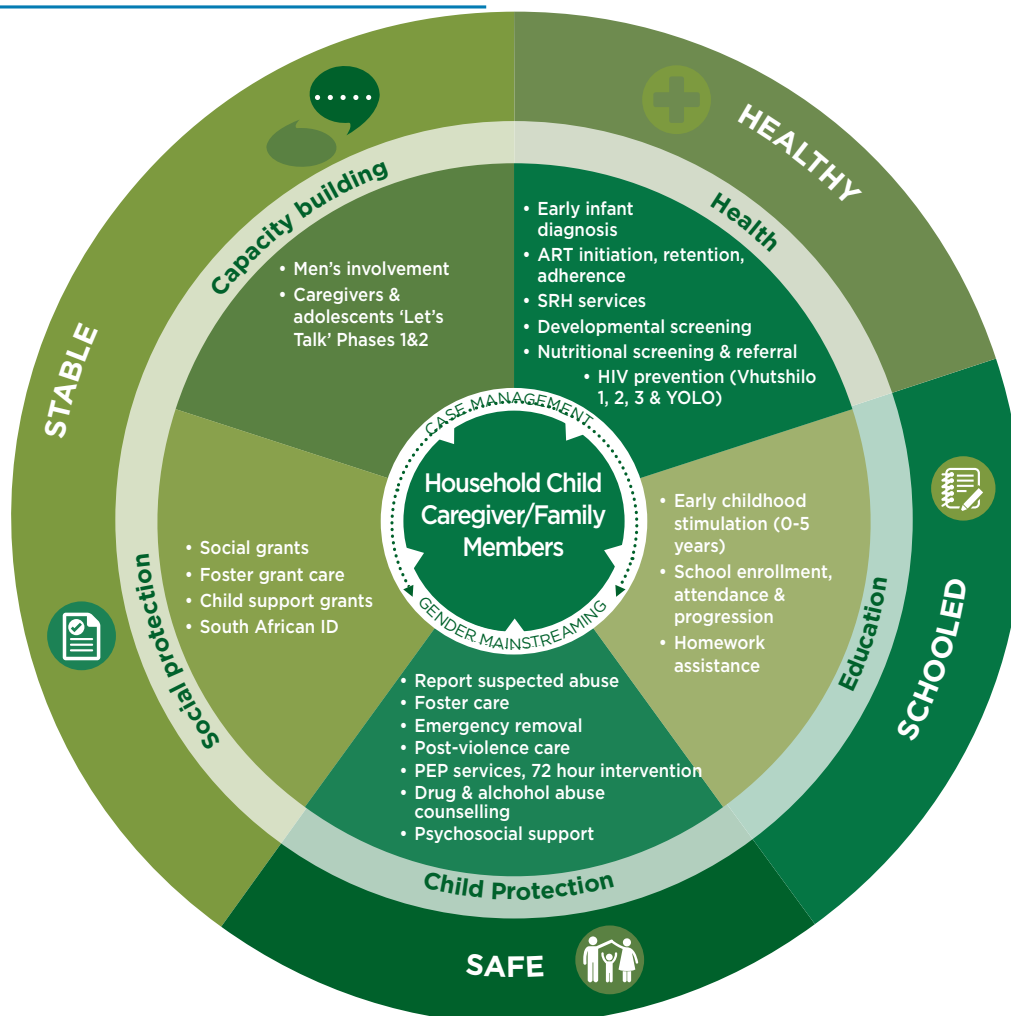 STABLE
HEALTHY
SCHOOLED
SAFE
Capacity building
• Men's involvement
• Caregivers &
adolescents ‘Let's
Talk’ Phases 1&2
Health
• Early infant
diagnosis
• ART initiation, retention,
adherence
• SRH services
• Developmental screening
• Nutritional screening & referral
• HIV prevention (Vhutshilo
1, 2, 3 & YOLO)
CASE MANAGEMENT
Household Child
Caregiver/Family
Members
GENDER MAINSTREAMING
Social protection
• Social grants
• Foster grant care
• Child support grants
• South African ID
Education
• Early childhood
stimulation (0-5
years)
• School enrollment,
attendance &
progression
• Homework
assistance
• Report suspected abuse
• Foster care
• Emergency removal
• Post-violence care
• PEP services, 72 hour intervention
• Drug & alchohol abuse
counselling
• Psychosocial support
Child Protection